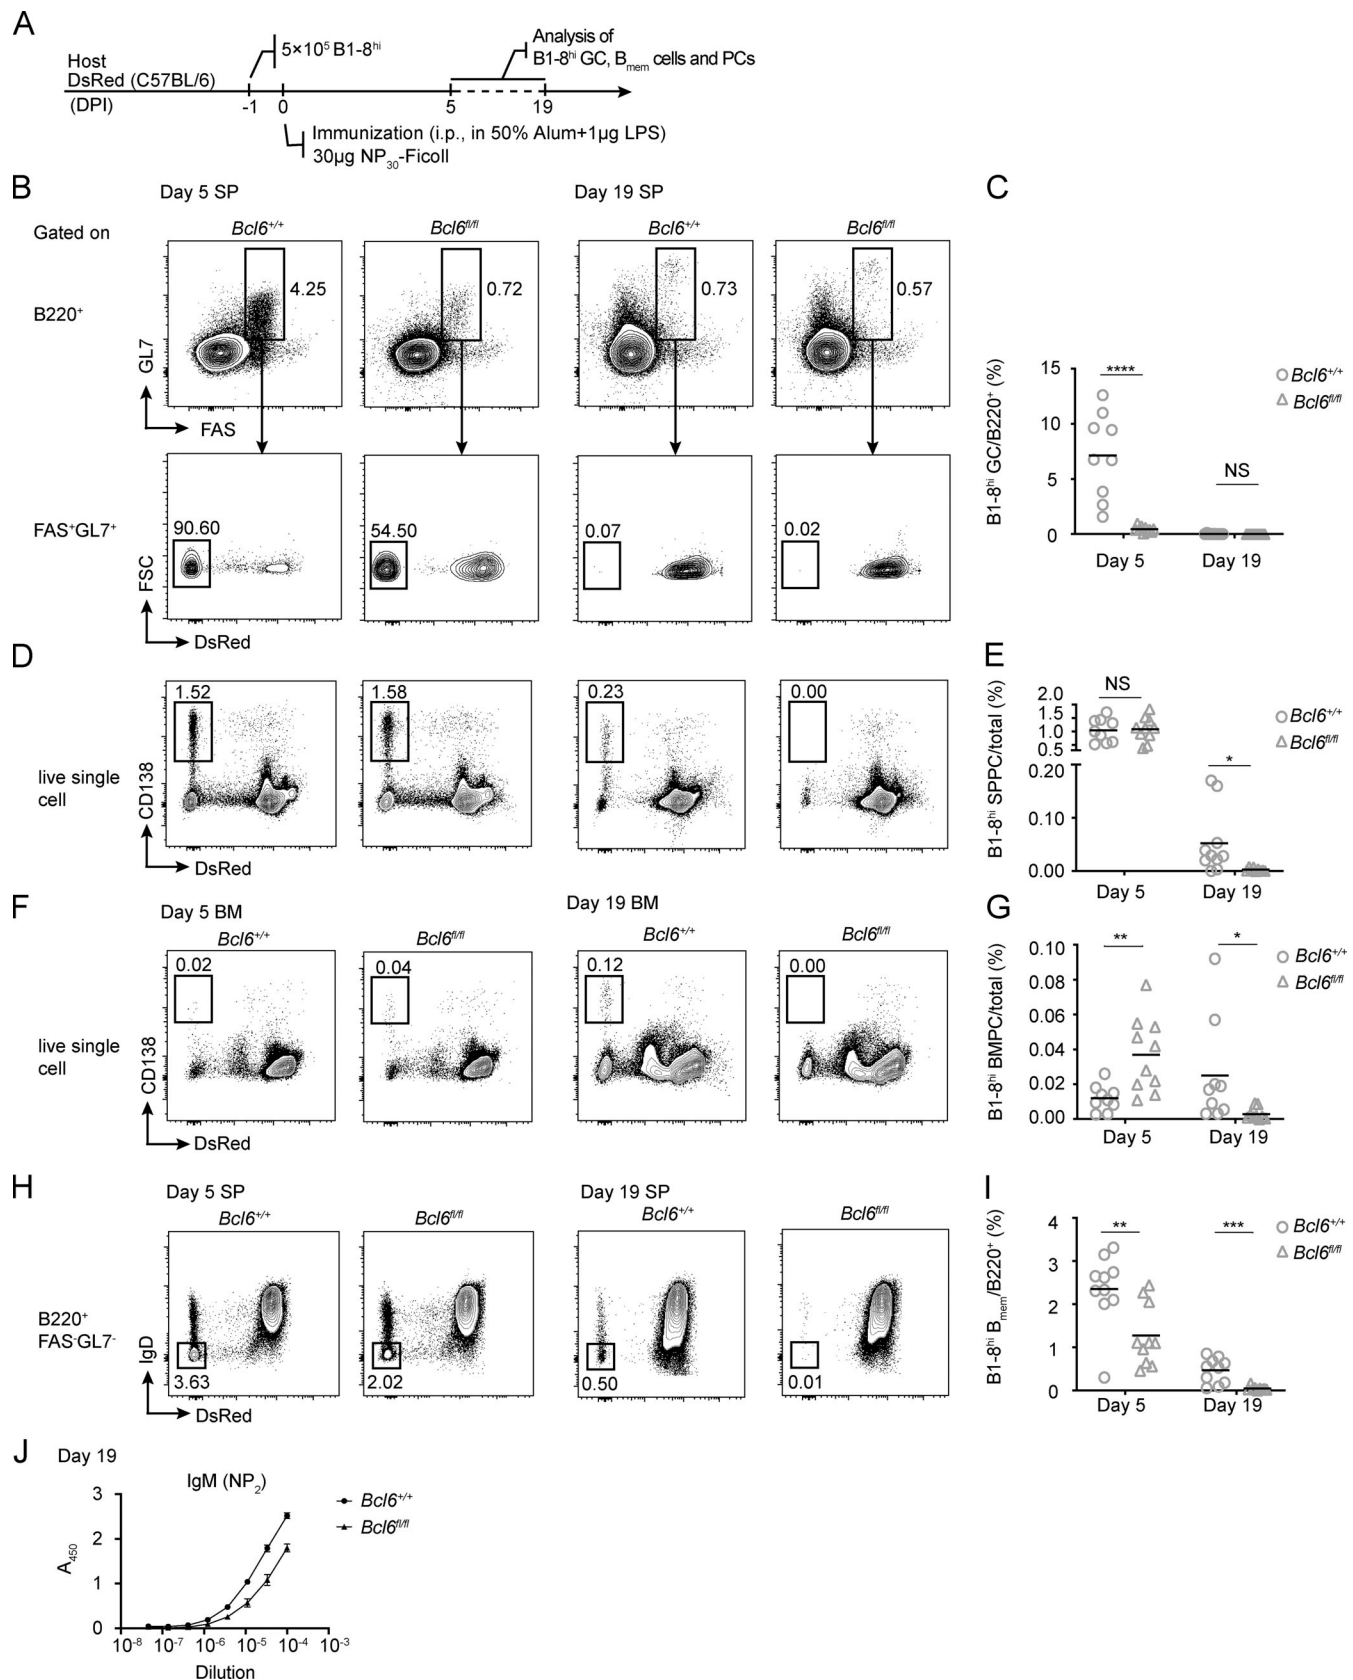 A
Host
DsRed (C57BL/6)
(DPI)
5×10⁵ B1-8ʰⁱ
Analysis of
B1-8ʰⁱ GC, Bₘₑₘ cells and PCs
-1 0 5 19
Immunization (i.p., in 50% Alum+1µg LPS)
30µg NP₃₀-Ficoll
B
Day 5 SP Day 19 SP
Gated on
Bcl6⁺/⁺ Bcl6ᶠˡ/ᶠˡ Bcl6⁺/⁺ Bcl6ᶠˡ/ᶠˡ
B220⁺
4.25 0.72 0.73 0.57
GL7
FAS
FAS⁺GL7⁺
90.60 54.50 0.07 0.02
FSC
DsRed
C
B1-8ʰⁱ GC/B220⁺ (%)
15
10
5
0
****
NS
Bcl6⁺/⁺
Bcl6ᶠˡ/ᶠˡ
Day 5 Day 19
D
live single
cell
1.52 1.58 0.23 0.00
CD138
DsRed
E
B1-8ʰⁱ SPPC/total (%)
2.0
1.5
1.0
0.5
0.20
0.10
0.00
NS
*
Bcl6⁺/⁺
Bcl6ᶠˡ/ᶠˡ
Day 5 Day 19
F
Day 5 BM Day 19 BM
Bcl6⁺/⁺ Bcl6ᶠˡ/ᶠˡ Bcl6⁺/⁺ Bcl6ᶠˡ/ᶠˡ
live single
cell
0.02 0.04 0.12 0.00
CD138
DsRed
G
B1-8ʰⁱ BMPC/total (%)
0.10
0.08
0.06
0.04
0.02
0.00
**
*
Bcl6⁺/⁺
Bcl6ᶠˡ/ᶠˡ
Day 5 Day 19
H
Day 5 SP Day 19 SP
Bcl6⁺/⁺ Bcl6ᶠˡ/ᶠˡ Bcl6⁺/⁺ Bcl6ᶠˡ/ᶠˡ
B220⁺
FAS⁻GL7⁻
3.63 2.02 0.50 0.01
IgD
DsRed
I
B1-8ʰⁱ Bₘₑₘ/B220⁺ (%)
4
3
2
1
0
**
***
Bcl6⁺/⁺
Bcl6ᶠˡ/ᶠˡ
Day 5 Day 19
J
Day 19
IgM (NP₂)
A₄₅₀
3
2
1
0
Bcl6⁺/⁺
Bcl6ᶠˡ/ᶠˡ
10⁻⁸ 10⁻⁷ 10⁻⁶ 10⁻⁵ 10⁻⁴ 10⁻³
Dilution